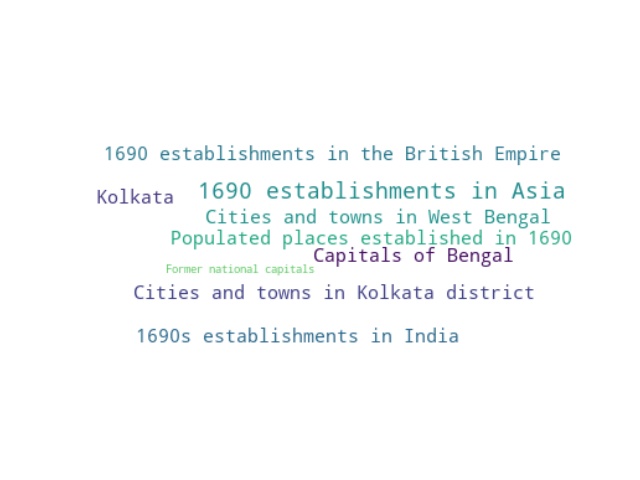 1690 establishments in the British Empire
Kolkata
1690 establishments in Asia
Cities and towns in West Bengal
Populated places established in 1690
Capitals of Bengal
Former national capitals
Cities and towns in Kolkata district
1690s establishments in India